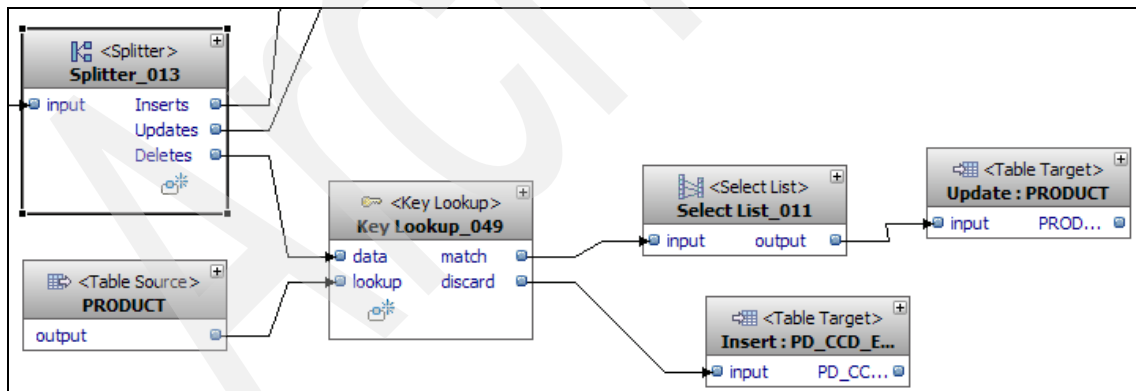 <Splitter>
Splitter_013
input Inserts
Updates
Deletes
<Table Source>
PRODUCT
output
<Key Lookup>
Key Lookup_049
data match
lookup discard
<Select List>
Select List_011
input output
<Table Target>
Update : PRODUCT
input PROD...
<Table Target>
Insert : PD_CCD_E...
input PD_CC...